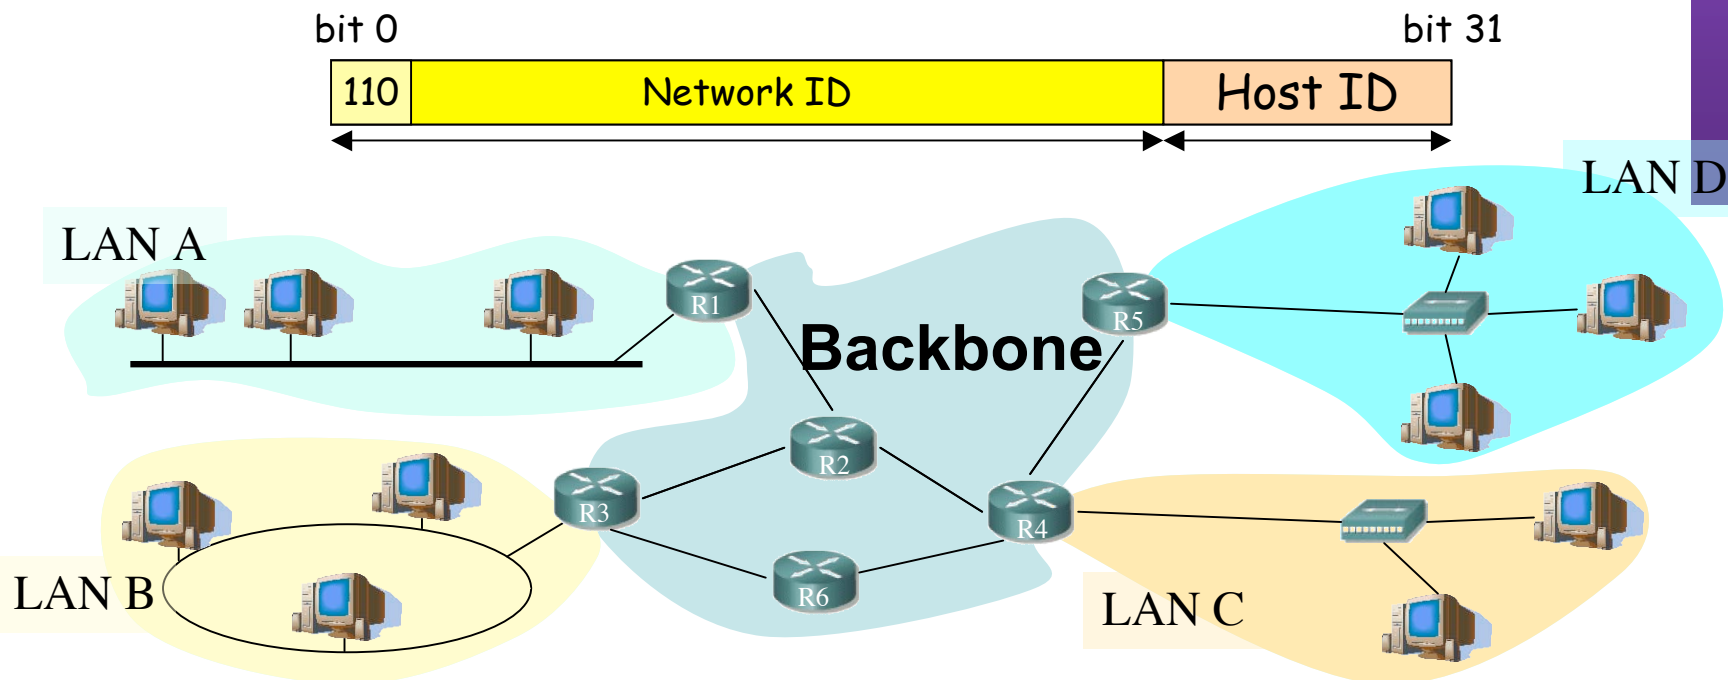 bit 0
bit 31
110
Network ID
Host ID
LAN D
LAN A
R1
R5
Backbone
R2
R3
R4
R6
LAN B
LAN C